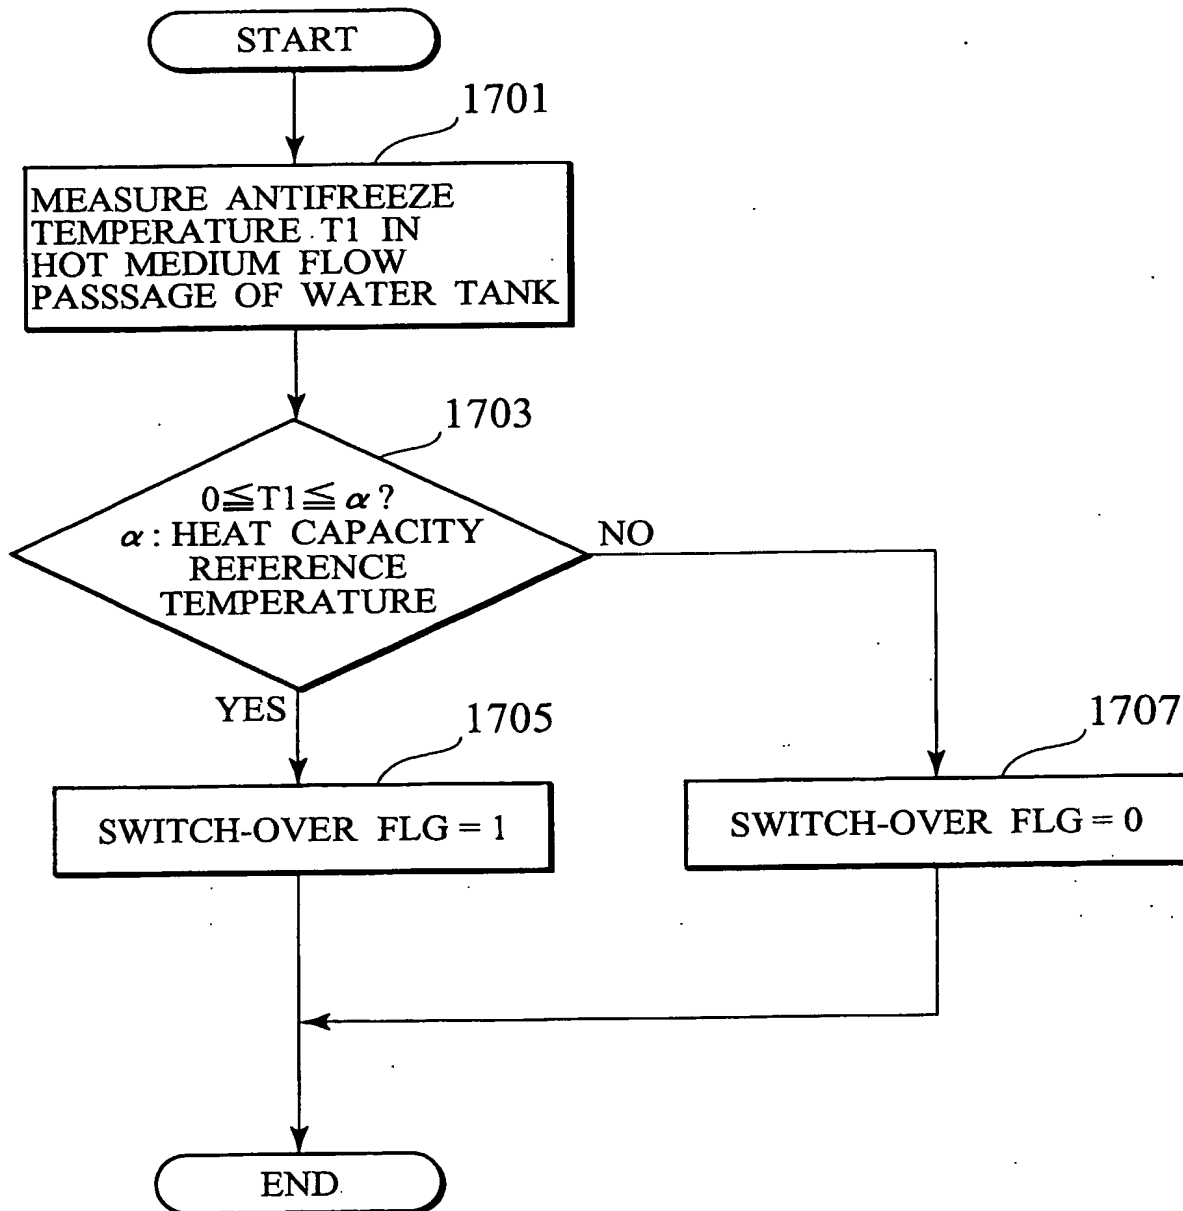 START
1701
MEASURE ANTIFREEZE
TEMPERATURE T1 IN
HOT MEDIUM FLOW
PASSSAGE OF WATER TANK
1703
0≦T1≦α?
α: HEAT CAPACITY
REFERENCE
TEMPERATURE
NO
YES
1705
1707
SWITCH-OVER FLG = 1
SWITCH-OVER FLG = 0
END